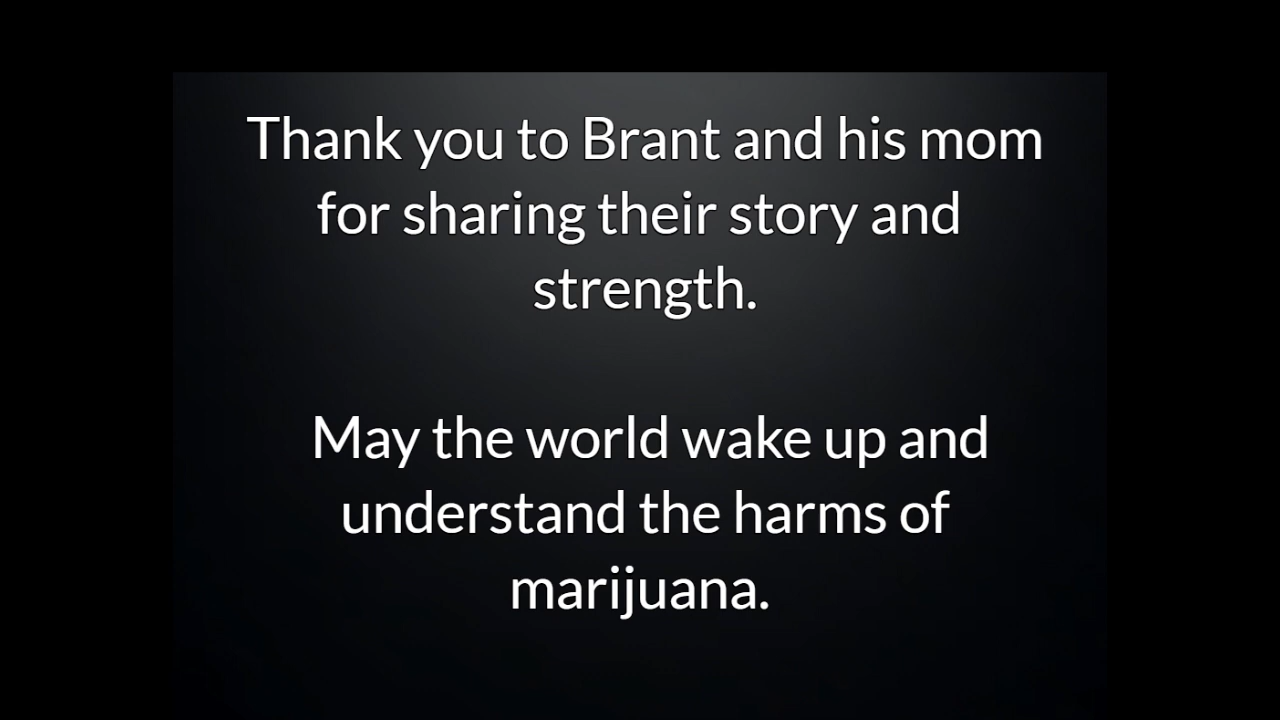 Thank you to Brant and his mom
for sharing their story and
strength.
May the world wake up and
understand the harms of
marijuana.